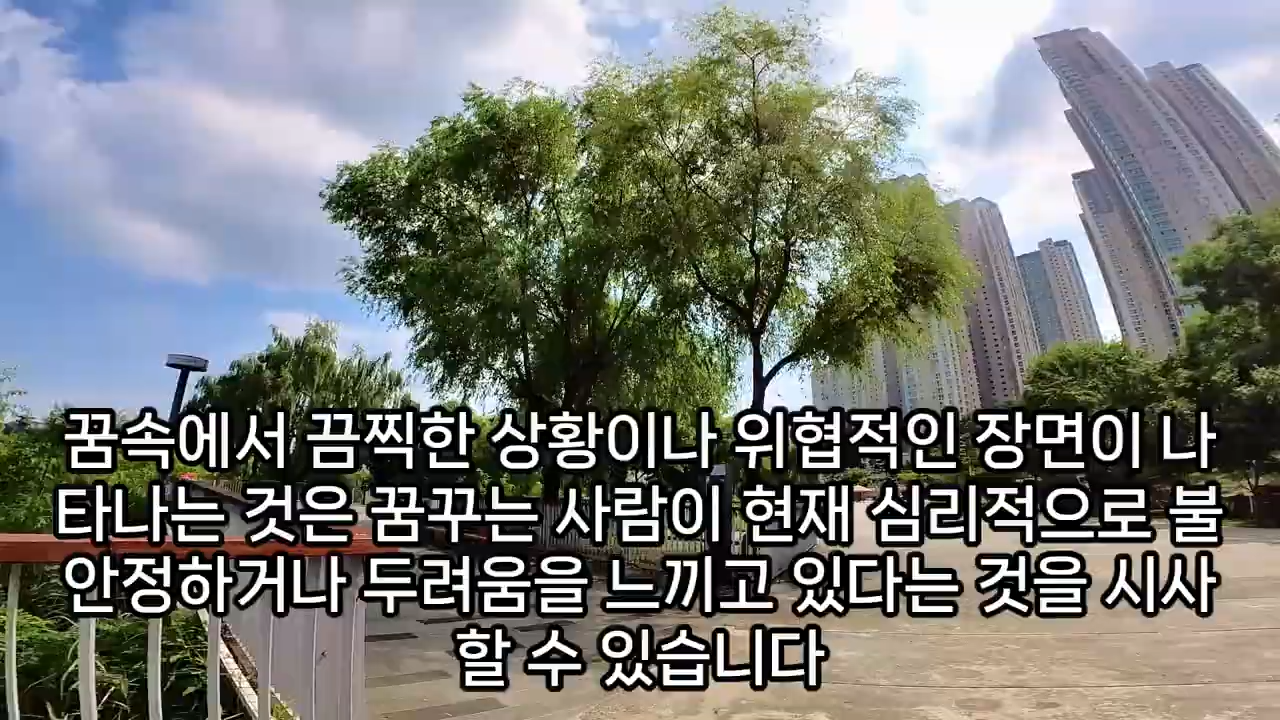 꿈속에서 끔찍한 상황이나 위협적인 장면이 나
타나는 것은 꿈꾸는 사람이 현재 심리적으로 불
안정하거나 두려움을 느끼고 있다는 것을 시사
할 수 있습니다